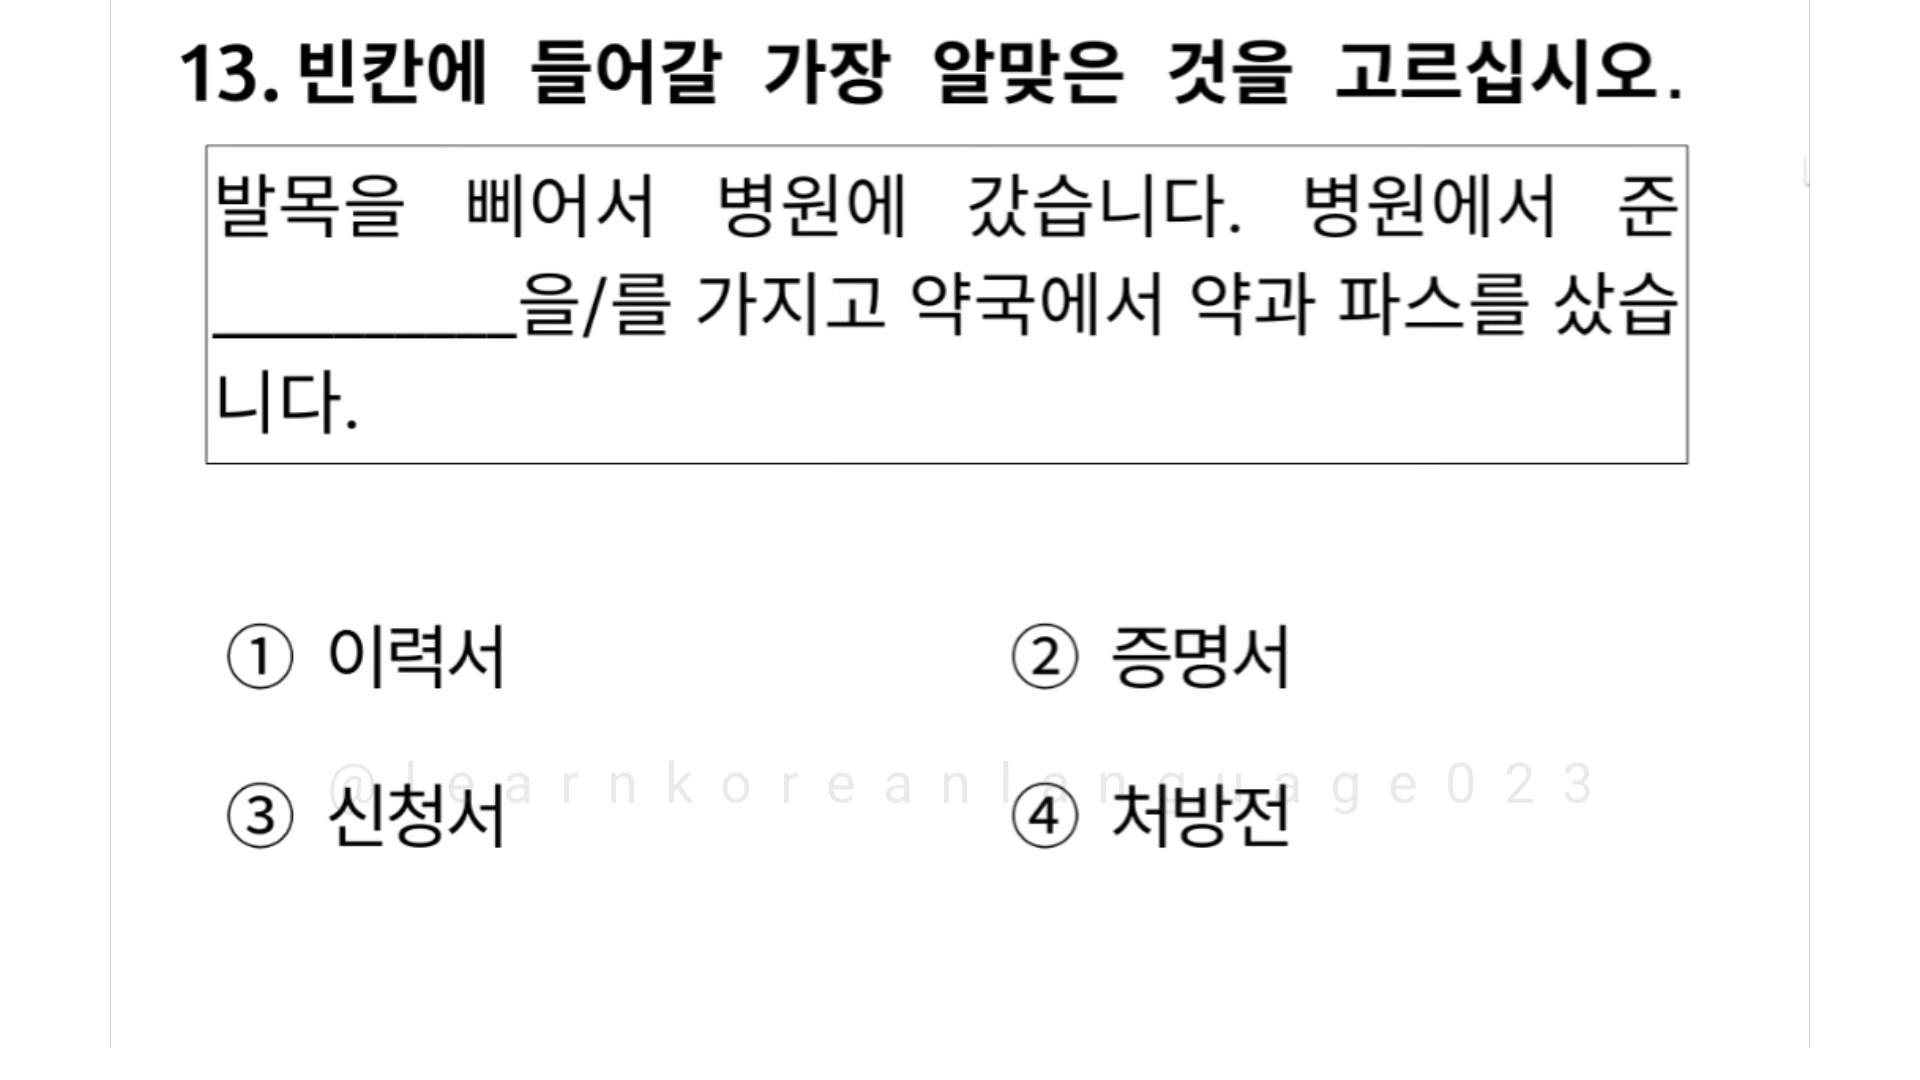 13. 빈칸에 들어갈 가장 알맞은 것을 고르십시오.
발목을 삐어서 병원에 갔습니다. 병원에서 준
__________을/를 가지고 약국에서 약과 파스를 샀습
니다.
① 이력서 ② 증명서
@learnkoreanlanguage023
③ 신청서 ④ 처방전